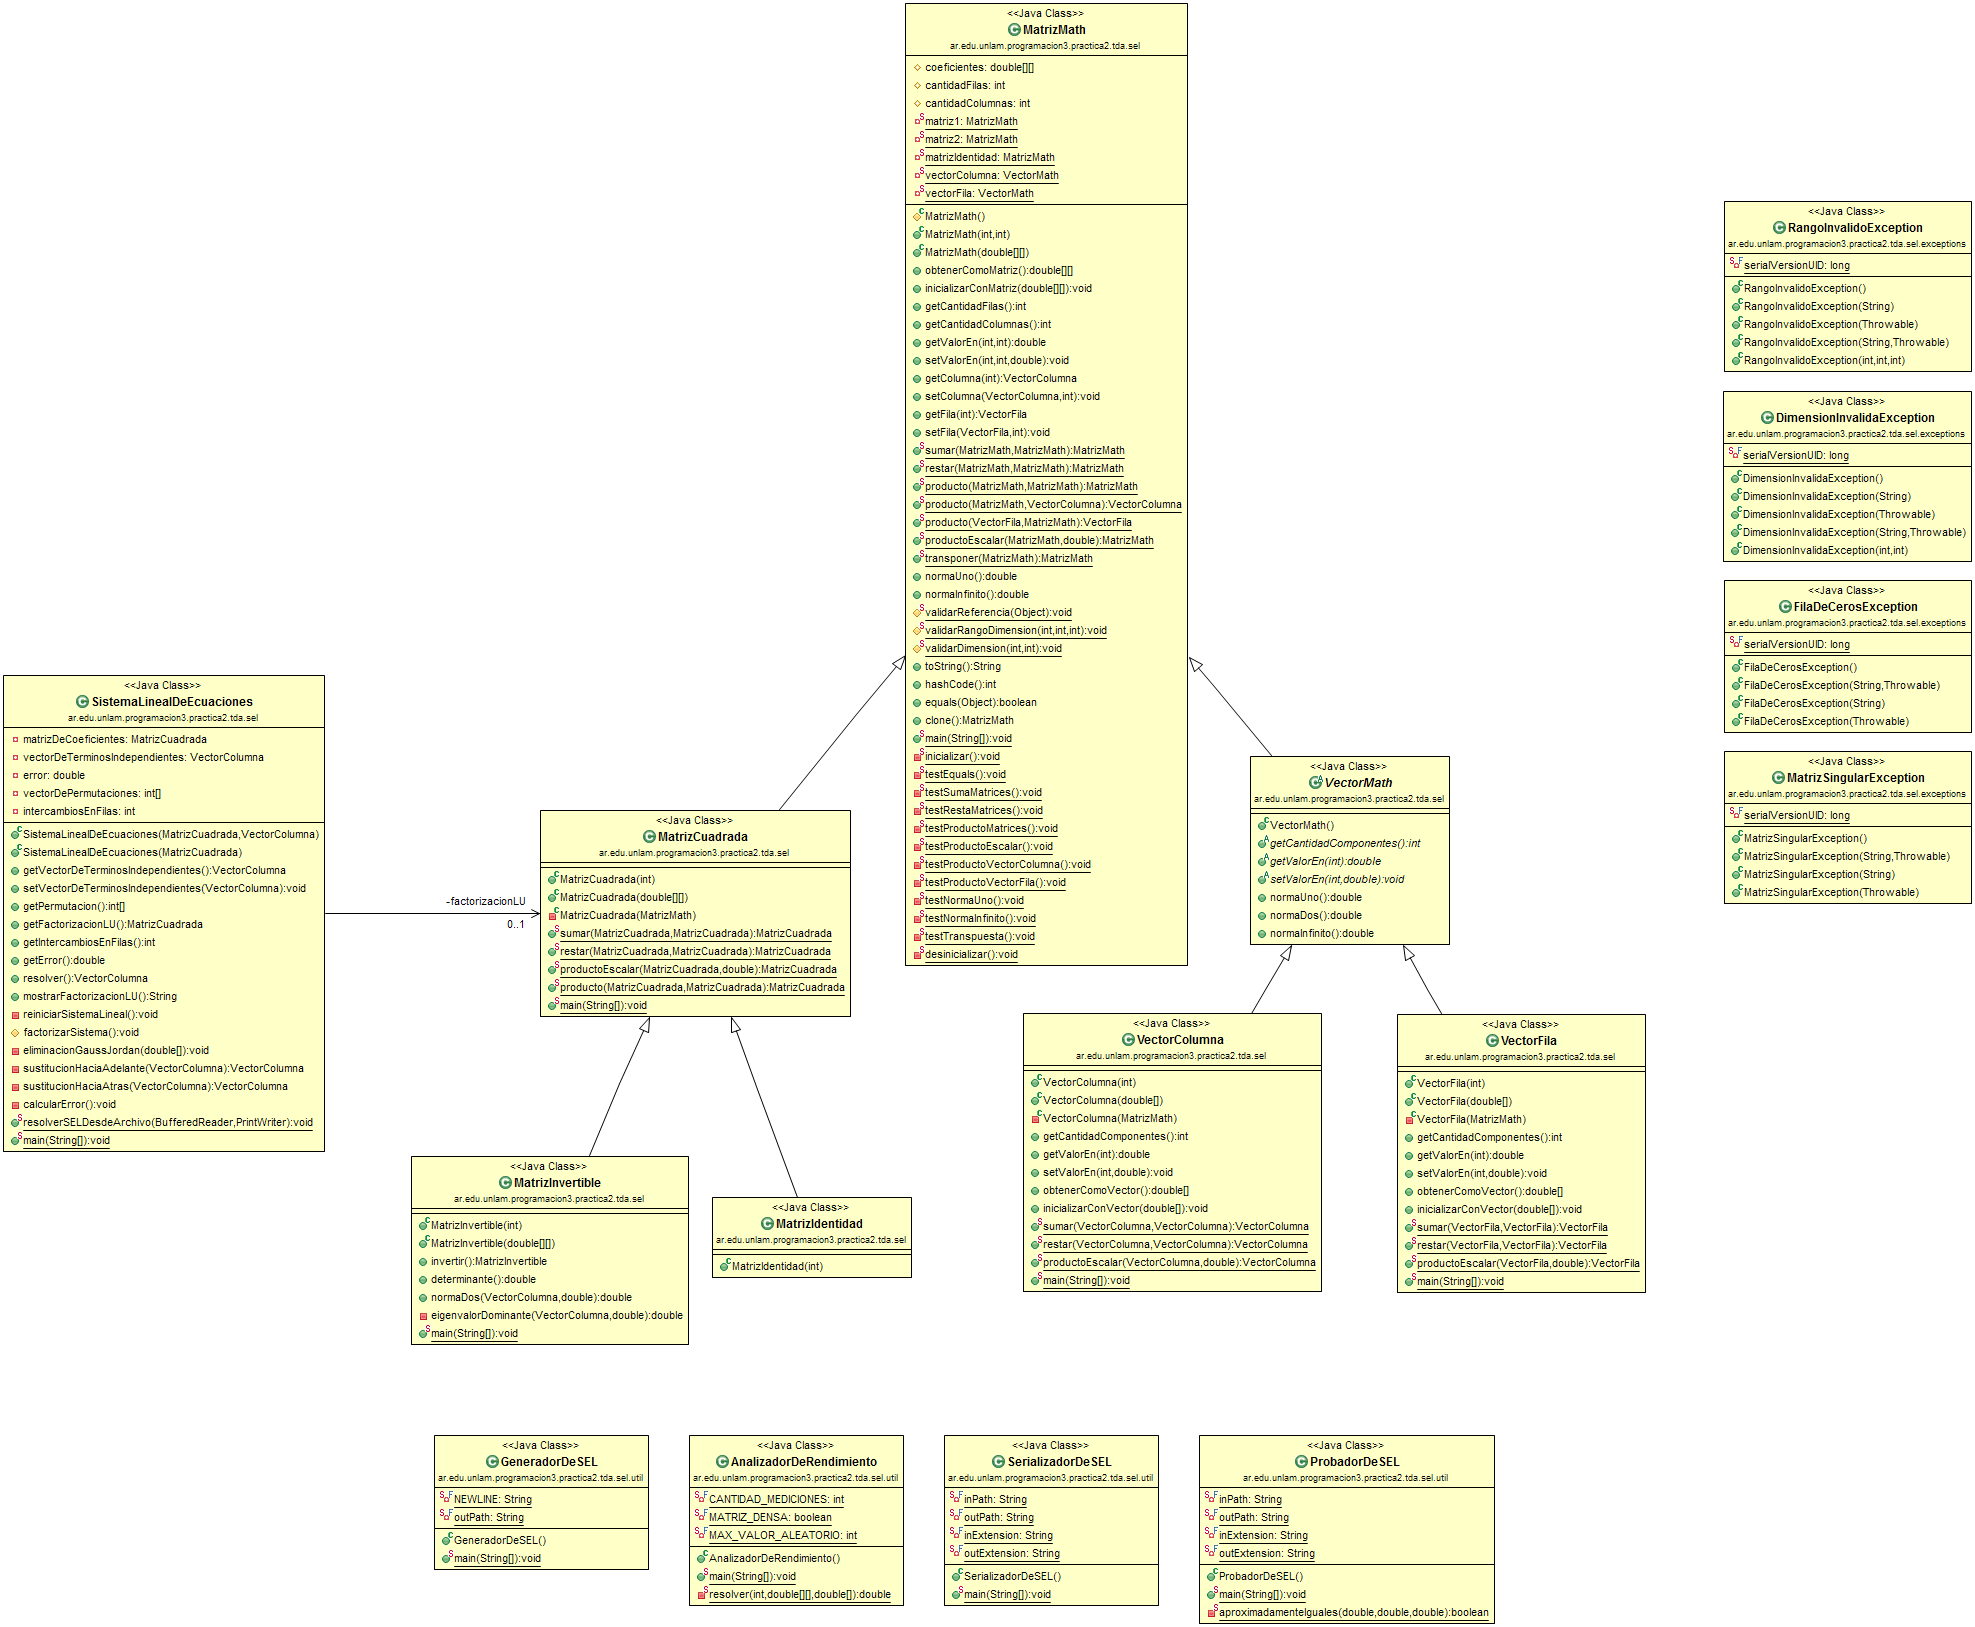 <<Java Class>>
MatrizMath
ar.edu.unlam.programacion3.practica2.tda.sel
coeficientes: double[][]
cantidadFilas: int
cantidadColumnas: int
matriz1: MatrizMath
matriz2: MatrizMath
matrizIdentidad: MatrizMath
vectorColumna: VectorMath
vectorFila: VectorMath
MatrizMath()
MatrizMath(int,int)
MatrizMath(double[][])
obtenerComoMatriz():double[][]
inicializarConMatriz(double[][]):void
getCantidadFilas():int
getCantidadColumnas():int
getValorEn(int,int):double
setValorEn(int,int,double):void
getColumna(int):VectorColumna
setColumna(VectorColumna,int):void
getFila(int):VectorFila
setFila(VectorFila,int):void
sumar(MatrizMath,MatrizMath):MatrizMath
restar(MatrizMath,MatrizMath):MatrizMath
producto(MatrizMath,MatrizMath):MatrizMath
producto(MatrizMath,VectorColumna):VectorColumna
producto(VectorFila,MatrizMath):VectorFila
productoEscalar(MatrizMath,double):MatrizMath
transponer(MatrizMath):MatrizMath
normaUno():double
normaInfinito():double
validarReferencia(Object):void
validarRangoDimension(int,int,int):void
validarDimension(int,int):void
toString():String
hashCode():int
equals(Object):boolean
clone():MatrizMath
main(String[]):void
inicializar():void
testEquals():void
testSumaMatrices():void
testRestaMatrices():void
testProductoMatrices():void
testProductoEscalar():void
testProductoVectorColumna():void
testProductoVectorFila():void
testNormaUno():void
testNormaInfinito():void
testTranspuesta():void
desinicializar():void
<<Java Class>>
RangoInvalidoException
ar.edu.unlam.programacion3.practica2.tda.sel.exceptions
serialVersionUID: long
RangoInvalidoException()
RangoInvalidoException(String)
RangoInvalidoException(Throwable)
RangoInvalidoException(String,Throwable)
RangoInvalidoException(int,int,int)
<<Java Class>>
DimensionInvalidaException
ar.edu.unlam.programacion3.practica2.tda.sel.exceptions
serialVersionUID: long
DimensionInvalidaException()
DimensionInvalidaException(String)
DimensionInvalidaException(Throwable)
DimensionInvalidaException(String,Throwable)
DimensionInvalidaException(int,int)
<<Java Class>>
FilaDeCerosException
ar.edu.unlam.programacion3.practica2.tda.sel.exceptions
serialVersionUID: long
FilaDeCerosException()
FilaDeCerosException(String,Throwable)
FilaDeCerosException(String)
FilaDeCerosException(Throwable)
<<Java Class>>
MatrizSingularException
ar.edu.unlam.programacion3.practica2.tda.sel.exceptions
serialVersionUID: long
MatrizSingularException()
MatrizSingularException(String,Throwable)
MatrizSingularException(String)
MatrizSingularException(Throwable)
<<Java Class>>
SistemaLinealDeEcuaciones
ar.edu.unlam.programacion3.practica2.tda.sel
matrizDeCoeficientes: MatrizCuadrada
vectorDeTerminosIndependientes: VectorColumna
error: double
vectorDePermutaciones: int[]
intercambiosEnFilas: int
SistemaLinealDeEcuaciones(MatrizCuadrada,VectorColumna)
SistemaLinealDeEcuaciones(MatrizCuadrada)
getVectorDeTerminosIndependientes():VectorColumna
setVectorDeTerminosIndependientes(VectorColumna):void
getPermutacion():int[]
getFactorizacionLU():MatrizCuadrada
getIntercambiosEnFilas():int
getError():double
resolver():VectorColumna
mostrarFactorizacionLU():String
reiniciarSistemaLineal():void
factorizarSistema():void
eliminacionGaussJordan(double[]):void
sustitucionHaciaAdelante(VectorColumna):VectorColumna
sustitucionHaciaAtras(VectorColumna):VectorColumna
calcularError():void
resolverSELDesdeArchivo(BufferedReader,PrintWriter):void
main(String[]):void
-factorizacionLU
0..1
<<Java Class>>
MatrizCuadrada
ar.edu.unlam.programacion3.practica2.tda.sel
MatrizCuadrada(int)
MatrizCuadrada(double[][])
MatrizCuadrada(MatrizMath)
sumar(MatrizCuadrada,MatrizCuadrada):MatrizCuadrada
restar(MatrizCuadrada,MatrizCuadrada):MatrizCuadrada
productoEscalar(MatrizCuadrada,double):MatrizCuadrada
producto(MatrizCuadrada,MatrizCuadrada):MatrizCuadrada
main(String[]):void
<<Java Class>>
VectorMath
ar.edu.unlam.programacion3.practica2.tda.sel
VectorMath()
getCantidadComponentes():int
getValorEn(int):double
setValorEn(int,double):void
normaUno():double
normaDos():double
normaInfinito():double
<<Java Class>>
MatrizInvertible
ar.edu.unlam.programacion3.practica2.tda.sel
MatrizInvertible(int)
MatrizInvertible(double[][])
invertir():MatrizInvertible
determinante():double
normaDos(VectorColumna,double):double
eigenvalorDominante(VectorColumna,double):double
main(String[]):void
<<Java Class>>
MatrizIdentidad
ar.edu.unlam.programacion3.practica2.tda.sel
MatrizIdentidad(int)
<<Java Class>>
VectorColumna
ar.edu.unlam.programacion3.practica2.tda.sel
VectorColumna(int)
VectorColumna(double[])
VectorColumna(MatrizMath)
getCantidadComponentes():int
getValorEn(int):double
setValorEn(int,double):void
obtenerComoVector():double[]
inicializarConVector(double[]):void
sumar(VectorColumna,VectorColumna):VectorColumna
restar(VectorColumna,VectorColumna):VectorColumna
productoEscalar(VectorColumna,double):VectorColumna
main(String[]):void
<<Java Class>>
VectorFila
ar.edu.unlam.programacion3.practica2.tda.sel
VectorFila(int)
VectorFila(double[])
VectorFila(MatrizMath)
getCantidadComponentes():int
getValorEn(int):double
setValorEn(int,double):void
obtenerComoVector():double[]
inicializarConVector(double[]):void
sumar(VectorFila,VectorFila):VectorFila
restar(VectorFila,VectorFila):VectorFila
productoEscalar(VectorFila,double):VectorFila
main(String[]):void
<<Java Class>>
GeneradorDeSEL
ar.edu.unlam.programacion3.practica2.tda.sel.util
NEWLINE: String
outPath: String
GeneradorDeSEL()
main(String[]):void
<<Java Class>>
AnalizadorDeRendimiento
ar.edu.unlam.programacion3.practica2.tda.sel.util
CANTIDAD_MEDICIONES: int
MATRIZ_DENSA: boolean
MAX_VALOR_ALEATORIO: int
AnalizadorDeRendimiento()
main(String[]):void
resolver(int,double[][],double[]):double
<<Java Class>>
SerializadorDeSEL
ar.edu.unlam.programacion3.practica2.tda.sel.util
inPath: String
outPath: String
inExtension: String
outExtension: String
SerializadorDeSEL()
main(String[]):void
<<Java Class>>
ProbadorDeSEL
ar.edu.unlam.programacion3.practica2.tda.sel.util
inPath: String
outPath: String
inExtension: String
outExtension: String
ProbadorDeSEL()
main(String[]):void
aproximadamenteIguales(double,double,double):boolean